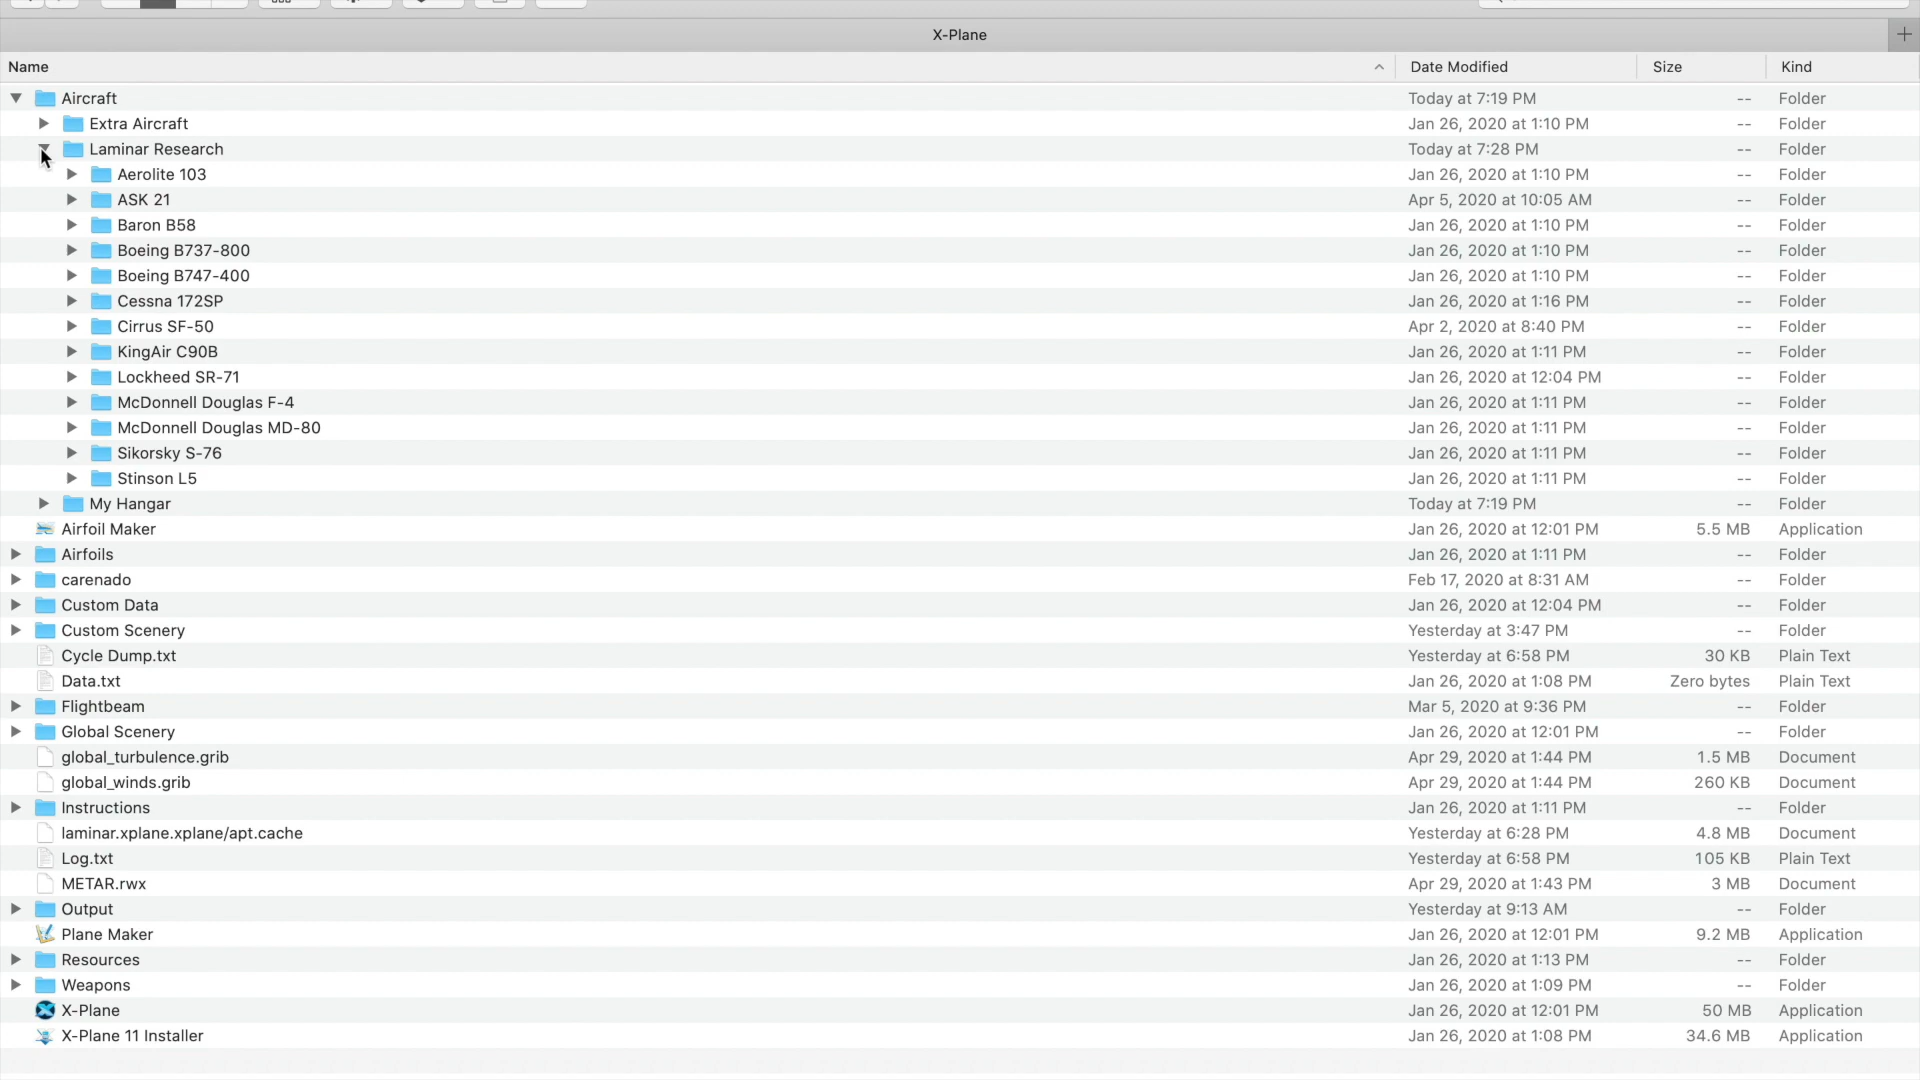 X-Plane
Name Date Modified Size Kind
Aircraft Today at 7:19 PM -- Folder
Extra Aircraft Jan 26, 2020 at 1:10 PM -- Folder
Laminar Research Today at 7:28 PM -- Folder
Aerolite 103 Jan 26, 2020 at 1:10 PM -- Folder
ASK 21 Apr 5, 2020 at 10:05 AM -- Folder
Baron B58 Jan 26, 2020 at 1:10 PM -- Folder
Boeing B737-800 Jan 26, 2020 at 1:10 PM -- Folder
Boeing B747-400 Jan 26, 2020 at 1:10 PM -- Folder
Cessna 172SP Jan 26, 2020 at 1:16 PM -- Folder
Cirrus SF-50 Apr 2, 2020 at 8:40 PM -- Folder
KingAir C90B Jan 26, 2020 at 1:11 PM -- Folder
Lockheed SR-71 Jan 26, 2020 at 12:04 PM -- Folder
McDonnell Douglas F-4 Jan 26, 2020 at 1:11 PM -- Folder
McDonnell Douglas MD-80 Jan 26, 2020 at 1:11 PM -- Folder
Sikorsky S-76 Jan 26, 2020 at 1:11 PM -- Folder
Stinson L5 Jan 26, 2020 at 1:11 PM -- Folder
My Hangar Today at 7:19 PM -- Folder
Airfoil Maker Jan 26, 2020 at 12:01 PM 5.5 MB Application
Airfoils Jan 26, 2020 at 1:11 PM -- Folder
carenado Feb 17, 2020 at 8:31 AM -- Folder
Custom Data Jan 26, 2020 at 12:04 PM -- Folder
Custom Scenery Yesterday at 3:47 PM -- Folder
Cycle Dump.txt Yesterday at 6:58 PM 30 KB Plain Text
Data.txt Jan 26, 2020 at 1:08 PM Zero bytes Plain Text
Flightbeam Mar 5, 2020 at 9:36 PM -- Folder
Global Scenery Jan 26, 2020 at 12:01 PM -- Folder
global_turbulence.grib Apr 29, 2020 at 1:44 PM 1.5 MB Document
global_winds.grib Apr 29, 2020 at 1:44 PM 260 KB Document
Instructions Jan 26, 2020 at 1:11 PM -- Folder
laminar.xplane.xplane/apt.cache Yesterday at 6:28 PM 4.8 MB Document
Log.txt Yesterday at 6:58 PM 105 KB Plain Text
METAR.rwx Apr 29, 2020 at 1:43 PM 3 MB Document
Output Yesterday at 9:13 AM -- Folder
Plane Maker Jan 26, 2020 at 12:01 PM 9.2 MB Application
Resources Jan 26, 2020 at 1:13 PM -- Folder
Weapons Jan 26, 2020 at 1:09 PM -- Folder
X-Plane Jan 26, 2020 at 12:01 PM 50 MB Application
X-Plane 11 Installer Jan 26, 2020 at 1:08 PM 34.6 MB Application